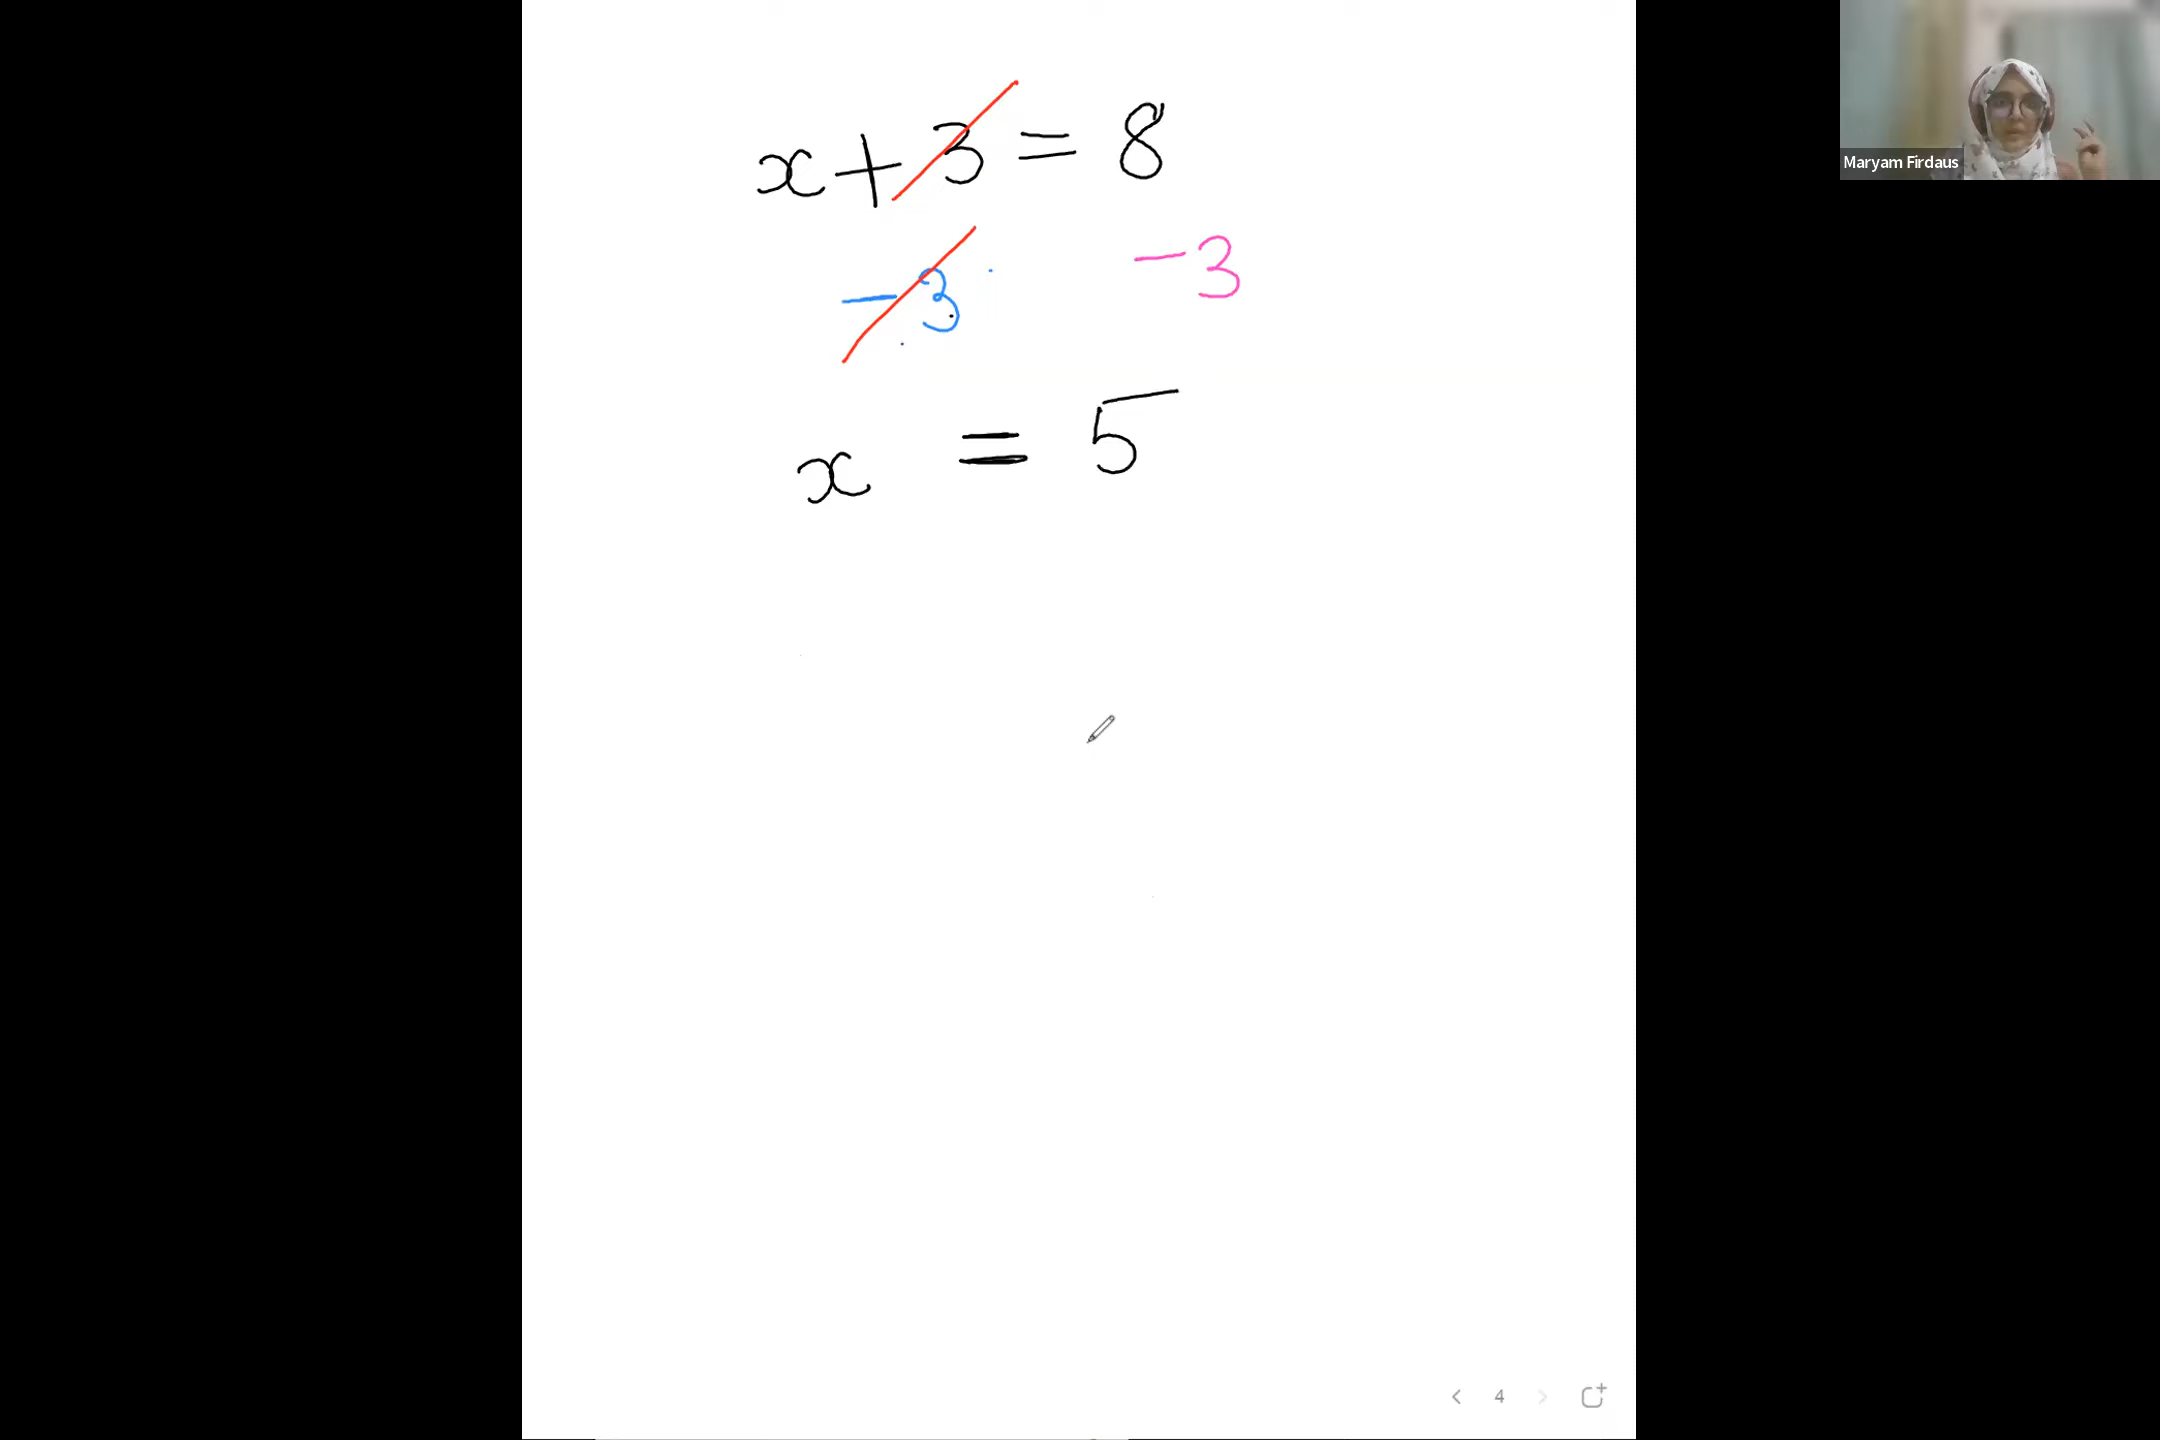 x + 3 = 8
Maryam Firdaus
- 3 - 3
x = 5
4